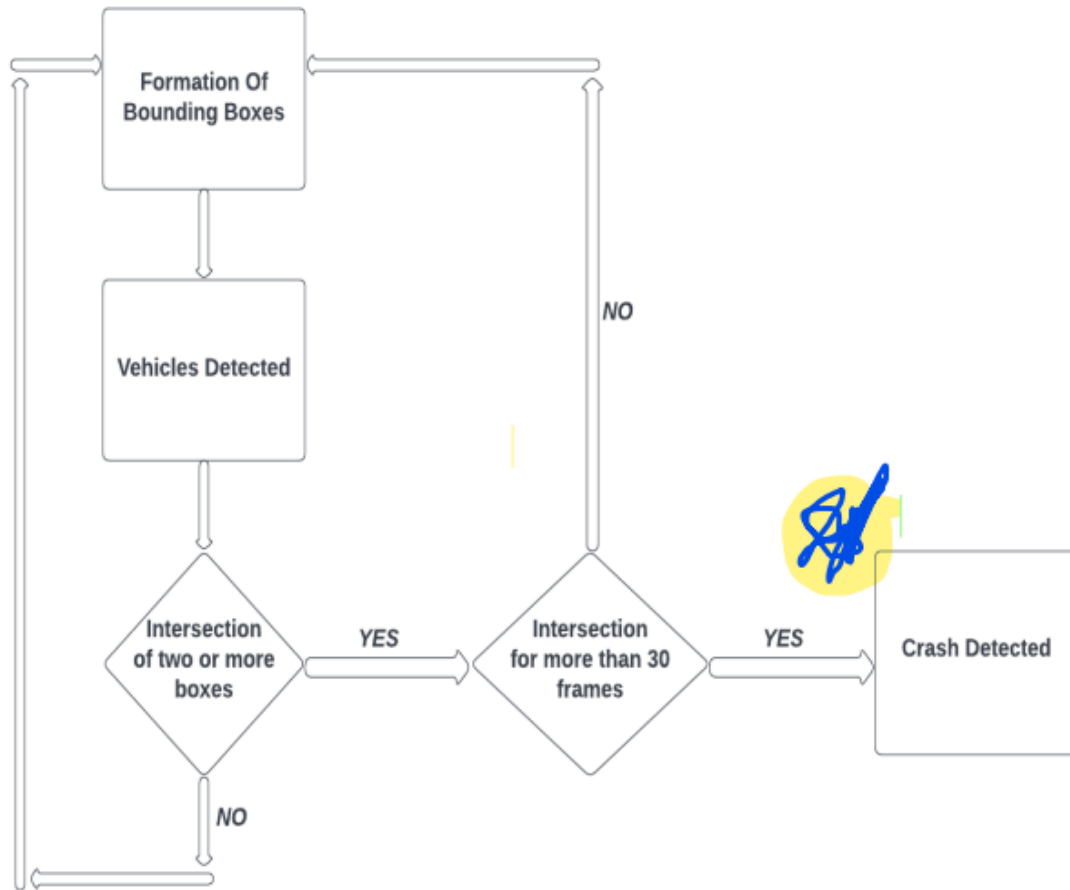 Formation Of
Bounding Boxes
Vehicles Detected
NO
Intersection
of two or more
boxes
YES
Intersection
for more than 30
frames
YES
Crash Detected
NO